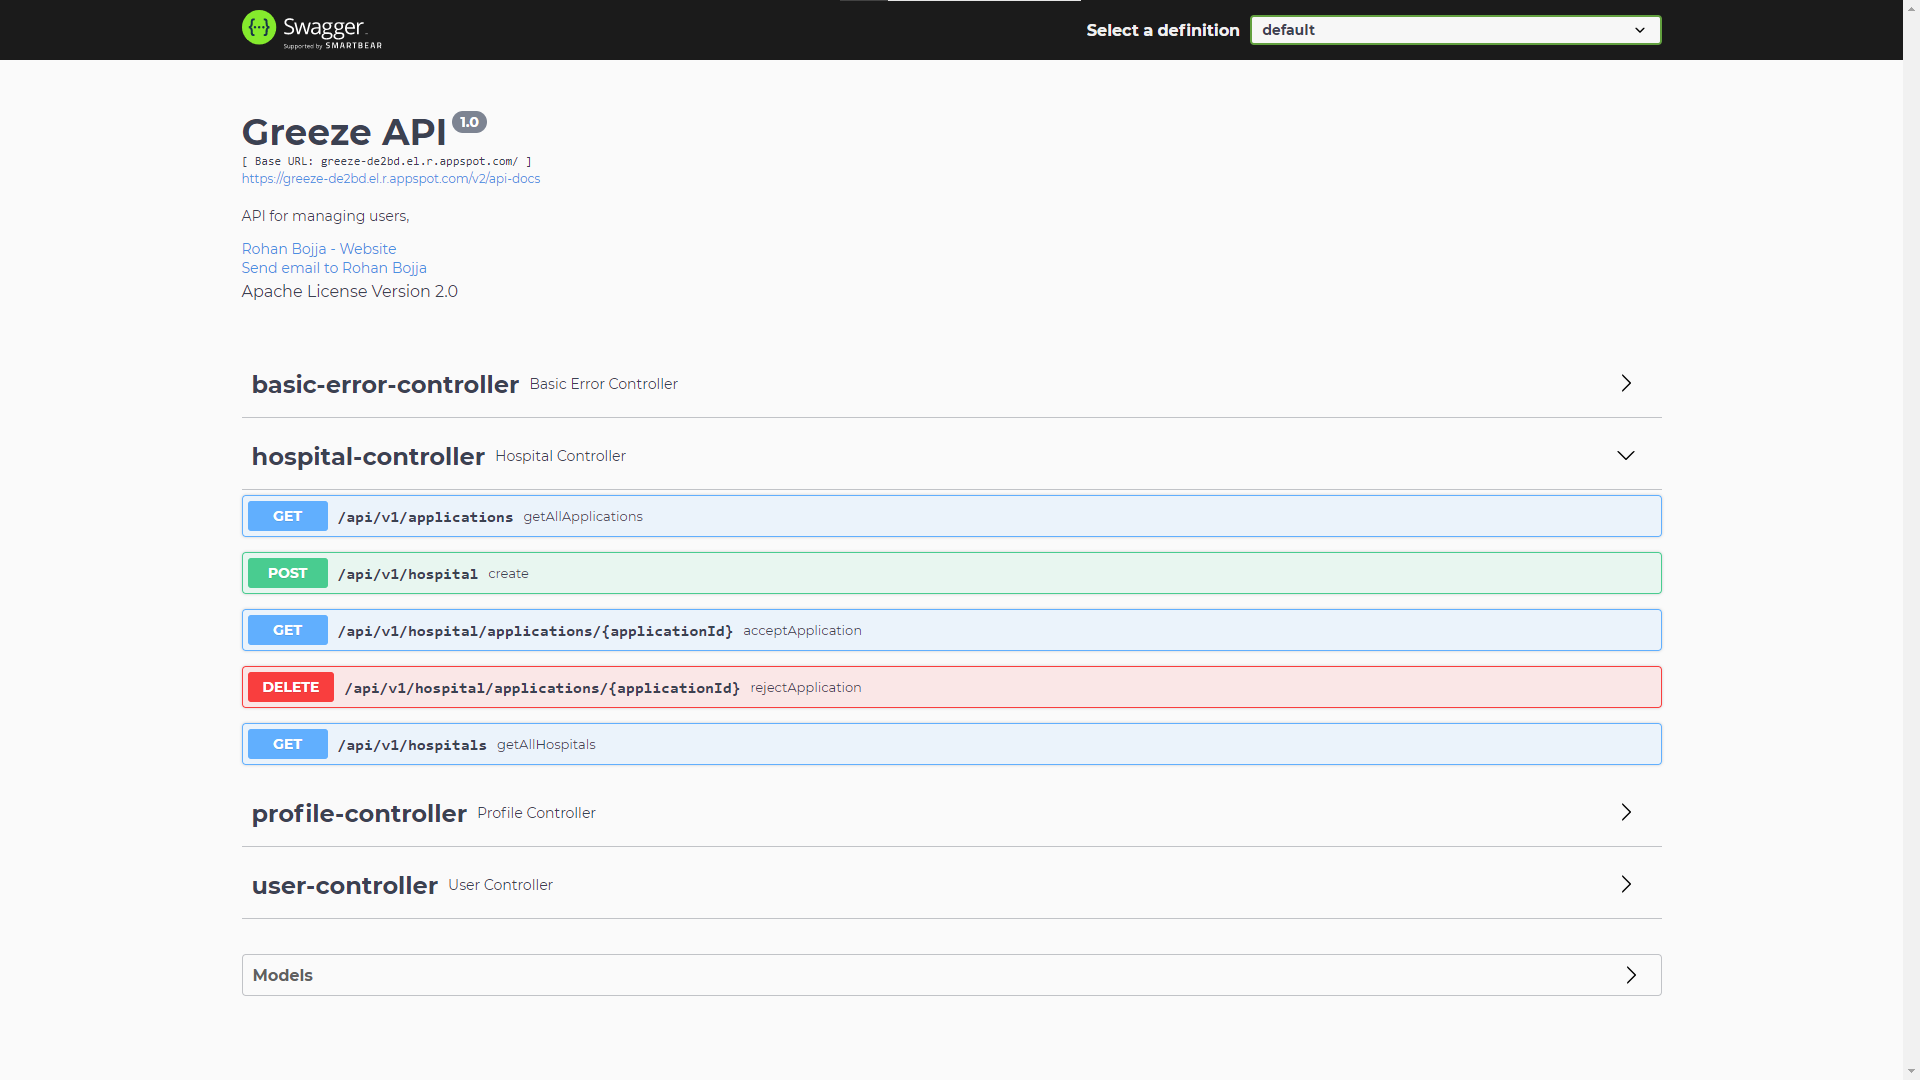 Swagger
Supported by SMARTBEAR
Select a definition
default
Greeze API 1.0
[ Base URL: greeze-de2bd.el.r.appspot.com/ ]
https://greeze-de2bd.el.r.appspot.com/v2/api-docs
API for managing users,
Rohan Bojja - Website
Send email to Rohan Bojja
Apache License Version 2.0
basic-error-controller Basic Error Controller
hospital-controller Hospital Controller
GET /api/v1/applications getAllApplications
POST /api/v1/hospital create
GET /api/v1/hospital/applications/{applicationId} acceptApplication
DELETE /api/v1/hospital/applications/{applicationId} rejectApplication
GET /api/v1/hospitals getAllHospitals
profile-controller Profile Controller
user-controller User Controller
Models